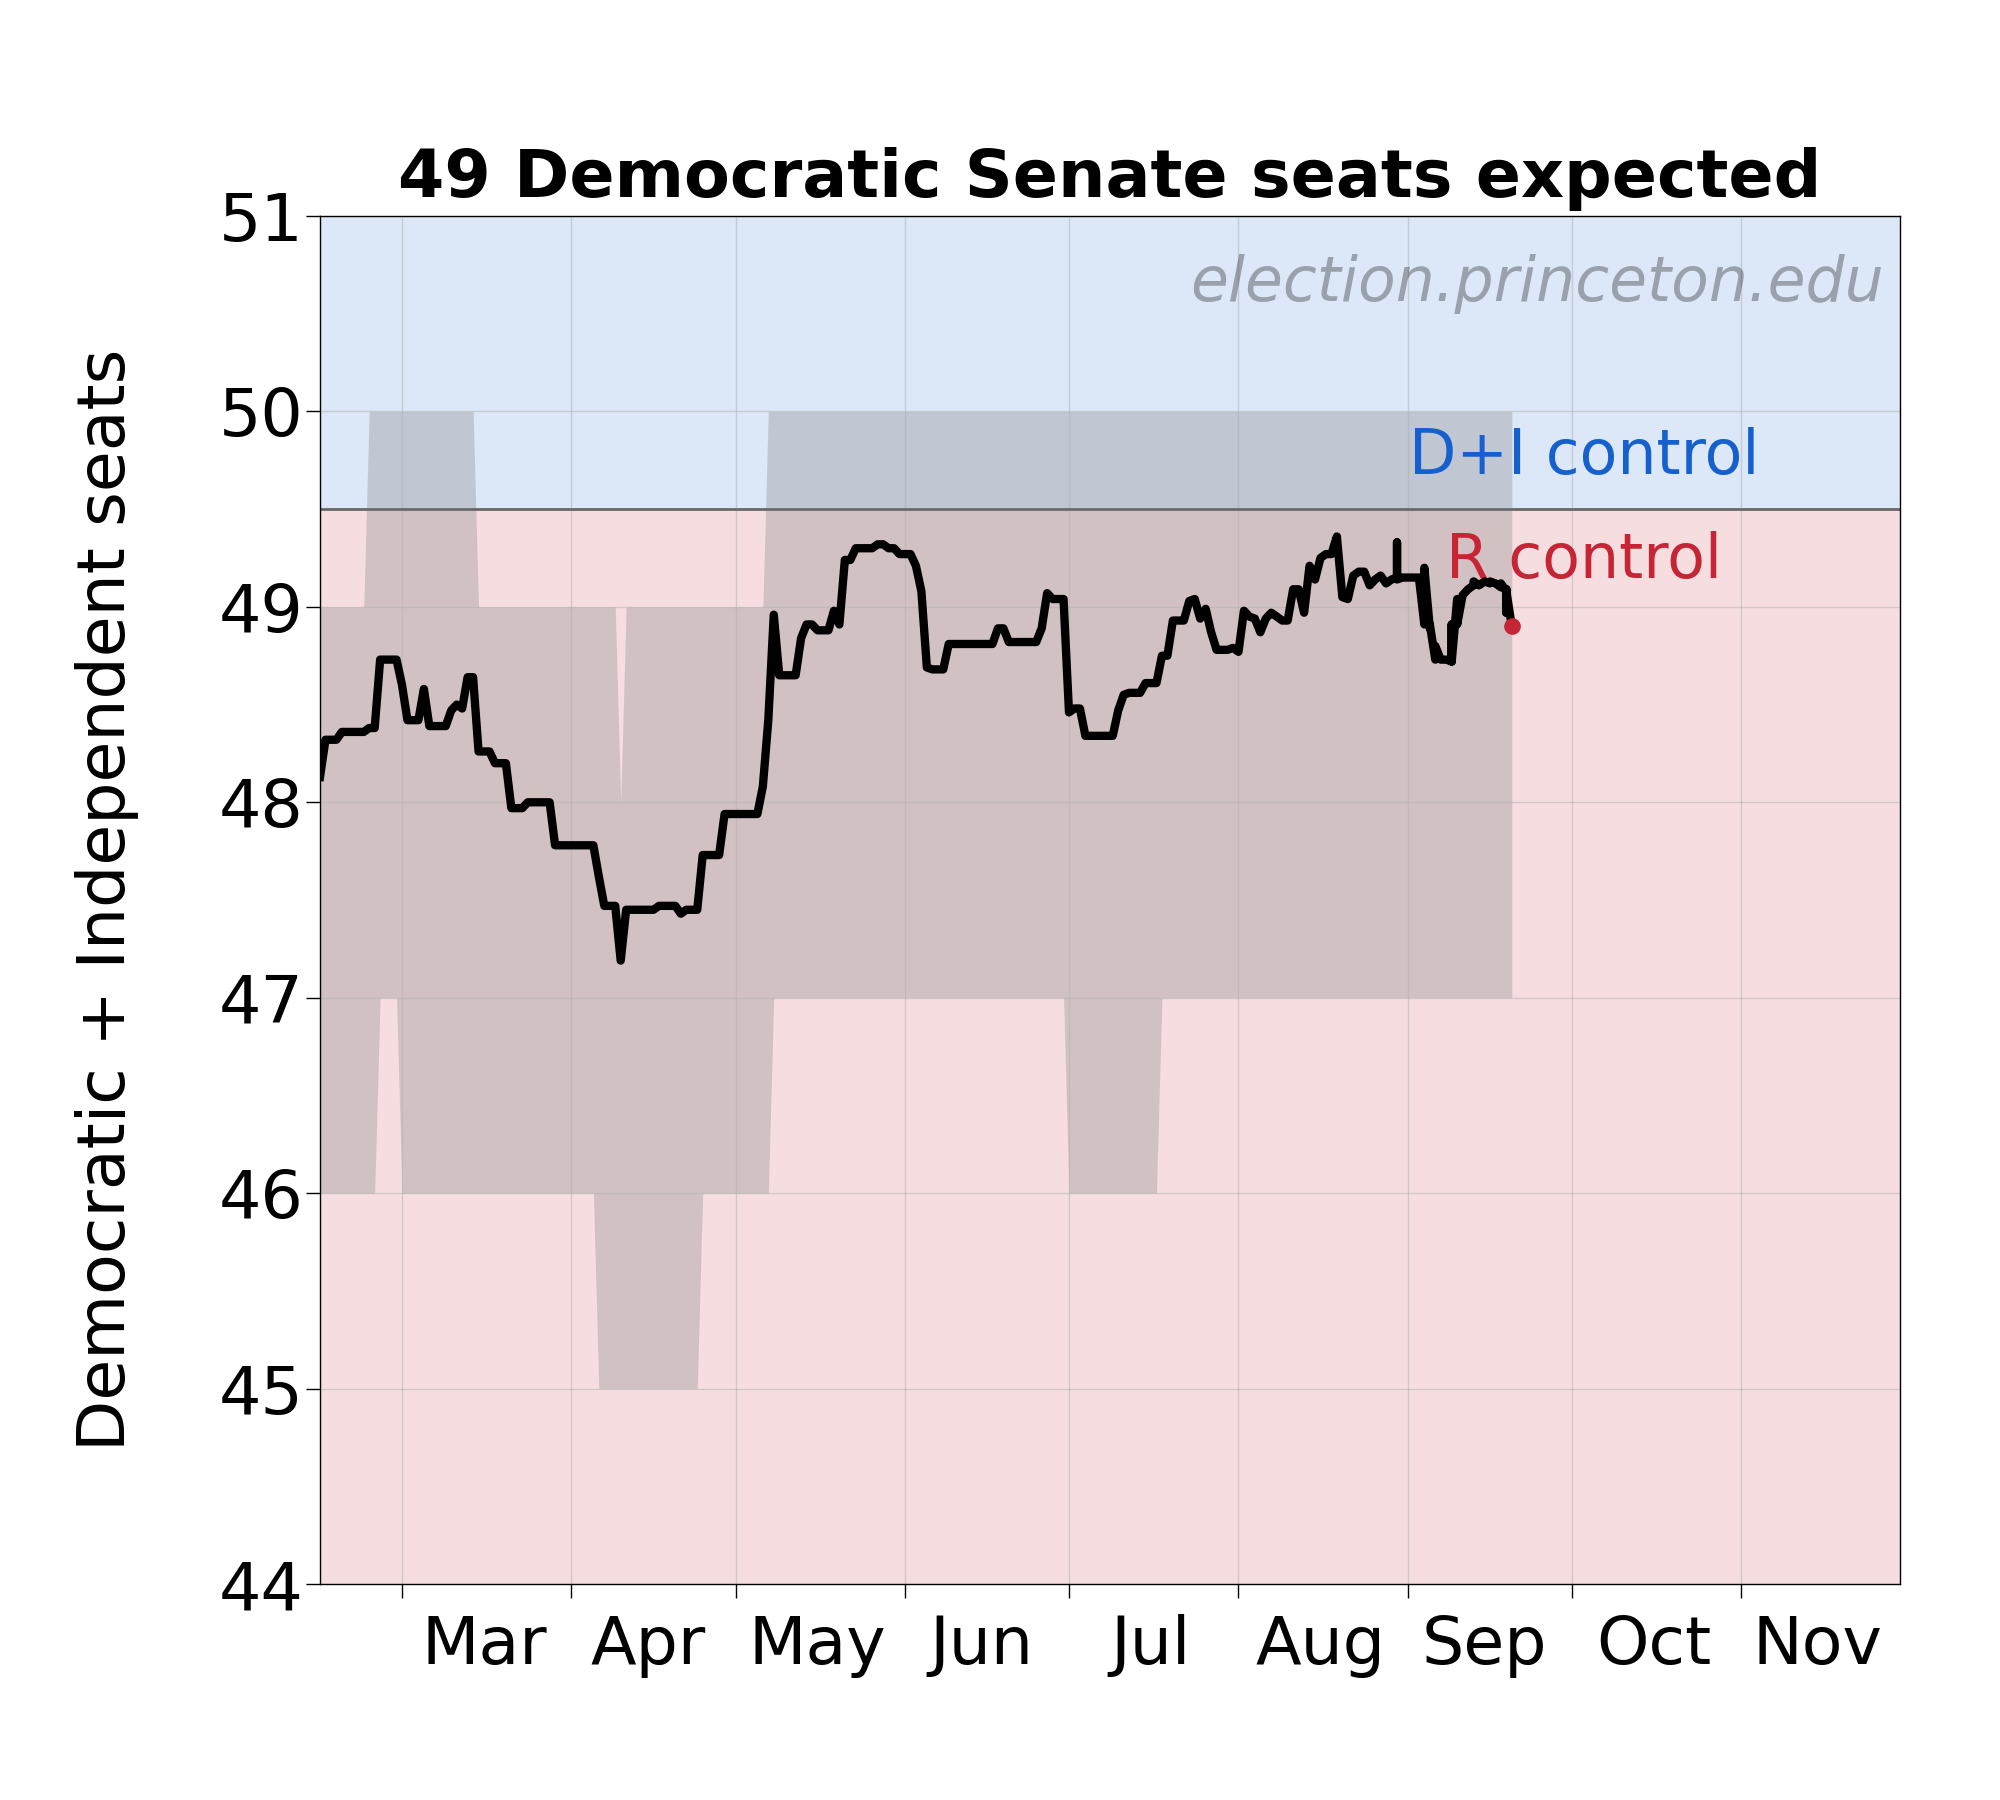 49 Democratic Senate seats expected
election.princeton.edu
D+I control
R control
Democratic + Independent seats
51
50
49
48
47
46
45
44
Mar Apr May Jun Jul Aug Sep Oct Nov